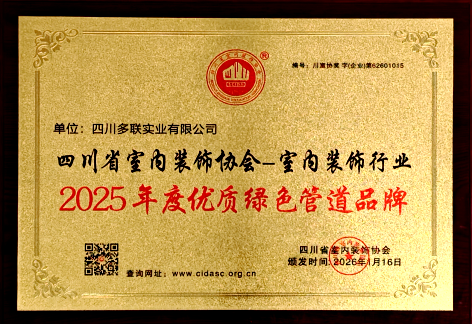 编号：川室协奖 字(企业)第62601015
单位：四川多联实业有限公司
四川省室内装饰协会–室内装饰行业
2025年度优质绿色管道品牌
四川省室内装饰协会
颁发时间：2026年1月16日
查询网址：www.cidasc.org.cn